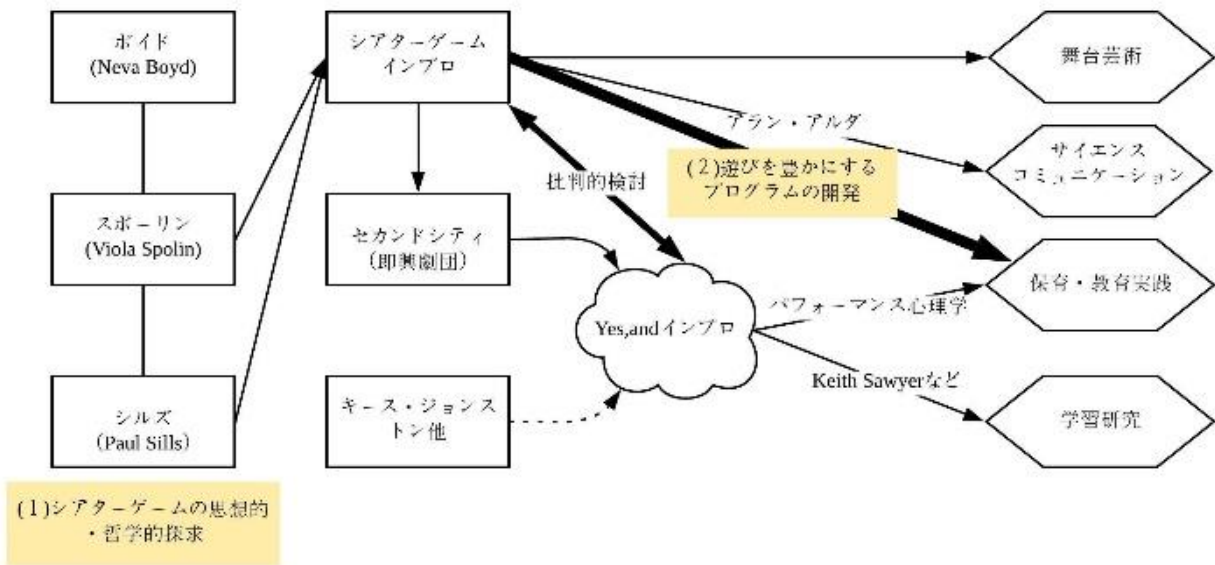 ボイド
(Neva Boyd)
シアターゲーム
インプロ
舞台芸術
アラン・アルダ
サイエンス
コミュニケーション
(2)遊びを豊かにする
プログラムの開発
批判的検討
スポーリン
(Viola Spolin)
セカンドシティ
(即興劇団)
保育・教育実践
パフォーマンス心理学
Yes,andインプロ
Keith Sawyerなど
シルズ
(Paul Sills)
キース・ジョンス
トン他
学習研究
(1)シアターゲームの思想的
・哲学的探求